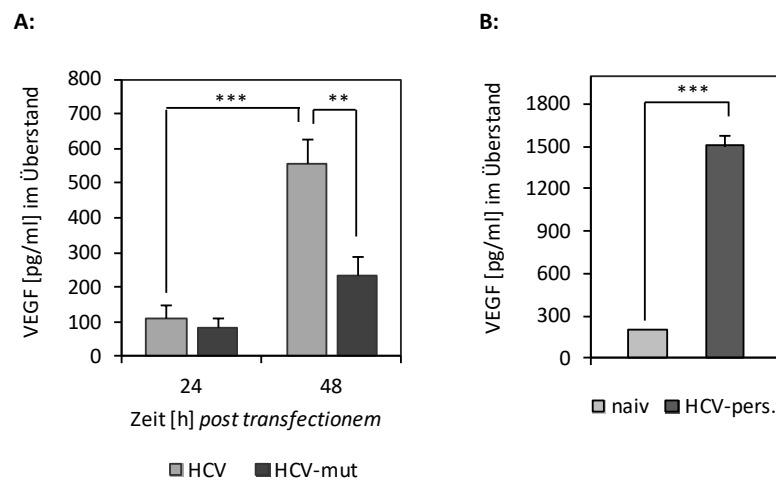 A:
VEGF [pg/ml] im Überstand
800
700
600
500
400
300
200
100
0
***
**
24
48
Zeit [h] post transfectionem
HCV
HCV-mut
B:
VEGF [pg/ml] im Überstand
1800
1500
1200
900
600
300
0
***
naiv
HCV-pers.